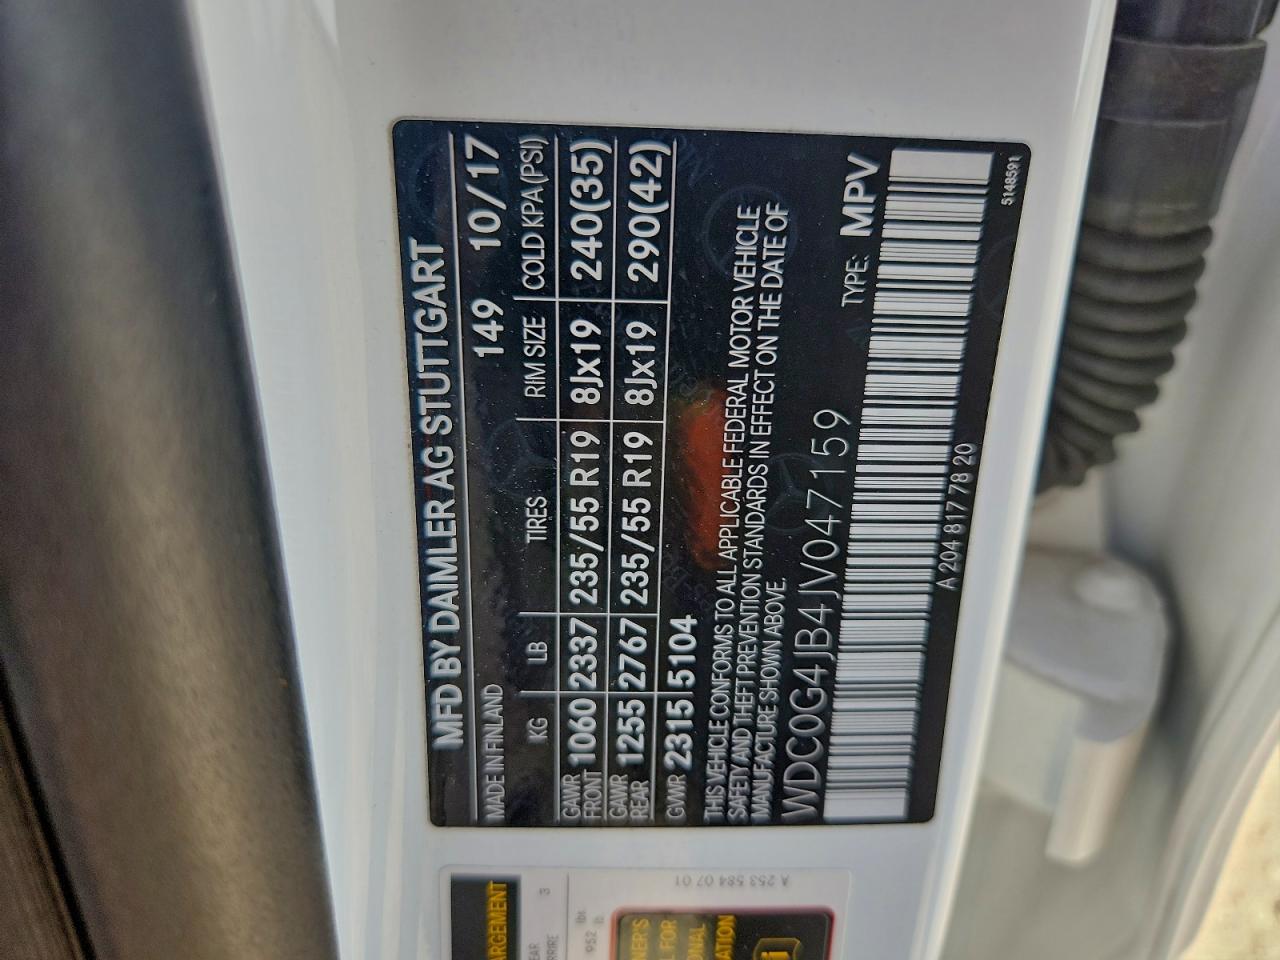 MFD BY DAIMLER AG STUTTGART
MADE IN FINLAND 149 10/17
KG LB TIRES RIM SIZE COLD KPA(PSI)
GAWR FRONT 1060 2337 235/55 R19 8Jx19 240(35)
GAWR REAR 1255 2767 235/55 R19 8Jx19 290(42)
GVWR 2315 5104
THIS VEHICLE CONFORMS TO ALL APPLICABLE FEDERAL MOTOR VEHICLE
SAFETY AND THEFT PREVENTION STANDARDS IN EFFECT ON THE DATE OF
MANUFACTURE SHOWN ABOVE.
WDC0G4JB4JV047159 TYPE: MPV
A 204 817 78 20
5148591
A 253 584 07 01
ARGEMENT
3
952